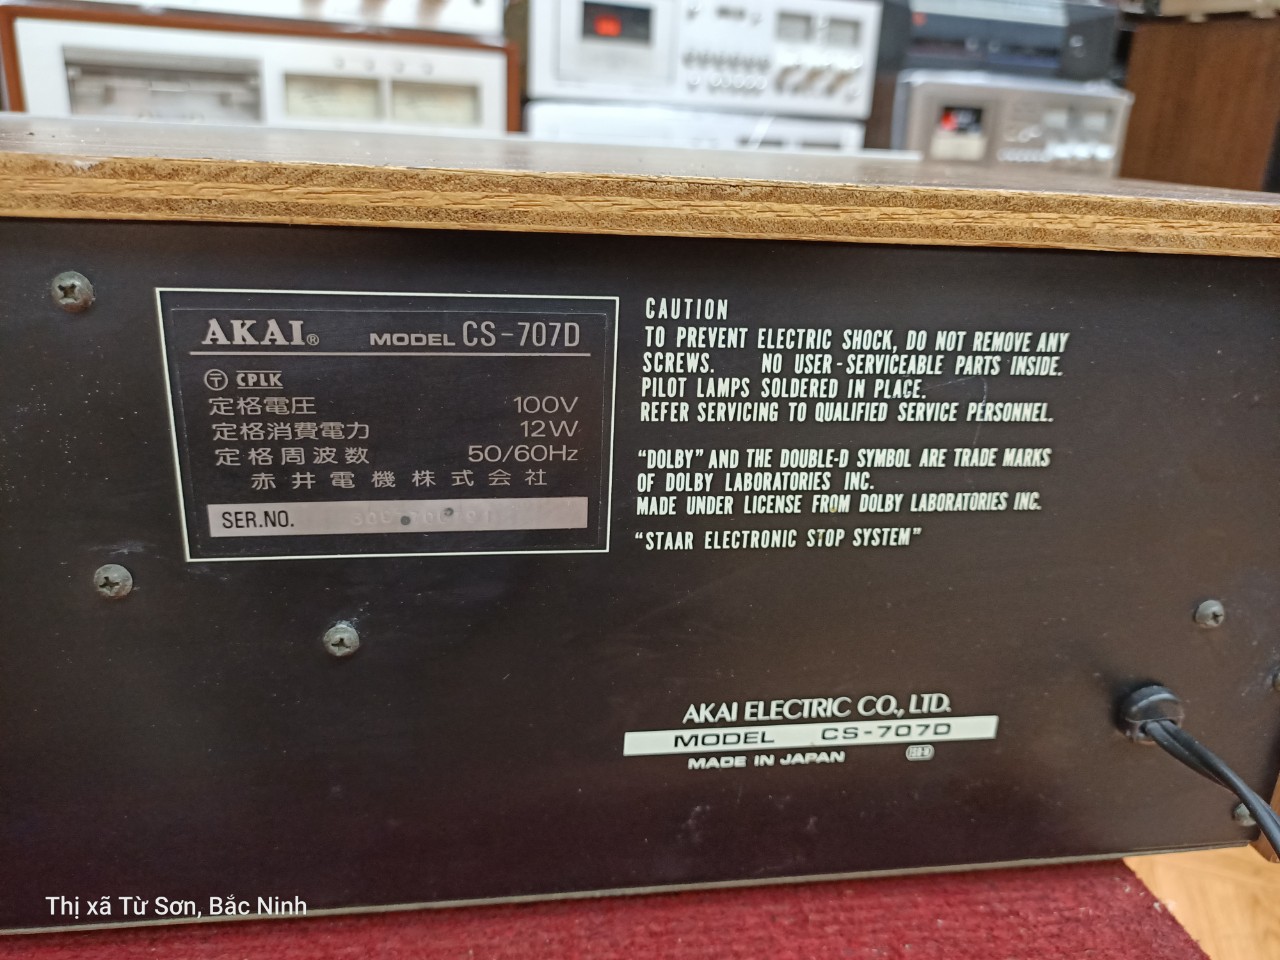 AKAI® MODEL CS-707D
〒 CPLK
定格電圧 100V
定格消費電力 12W
定格周波数 50/60Hz
赤井電機株式会社
SER.NO.
CAUTION
TO PREVENT ELECTRIC SHOCK, DO NOT REMOVE ANY
SCREWS. NO USER-SERVICEABLE PARTS INSIDE.
PILOT LAMPS SOLDERED IN PLACE.
REFER SERVICING TO QUALIFIED SERVICE PERSONNEL.
"DOLBY" AND THE DOUBLE-D SYMBOL ARE TRADE MARKS
OF DOLBY LABORATORIES INC.
MADE UNDER LICENSE FROM DOLBY LABORATORIES INC.
"STAAR ELECTRONIC STOP SYSTEM"
AKAI ELECTRIC CO., LTD.
MODEL CS-707D
MADE IN JAPAN
Thị xã Từ Sơn, Bắc Ninh